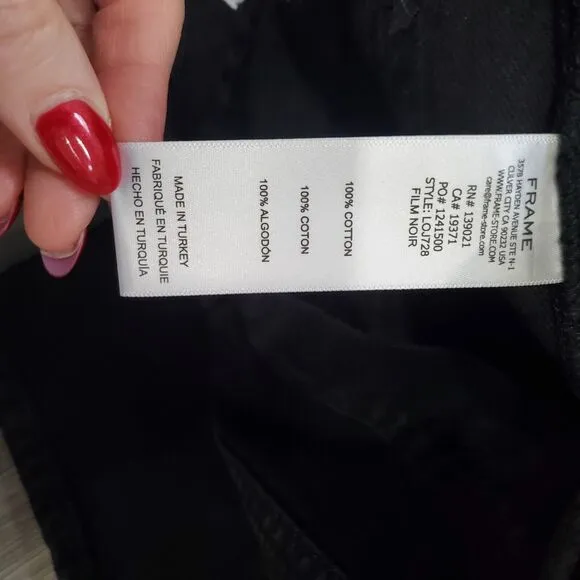 FRAME
3578 HAYDEN AVENUE STE N-1
CULVER CITY CA 90232 USA
WWW.FRAME-STORE.COM
care@frame-store.com
RN# 139021
CA# 19371
PO# 1241500
STYLE: LOJ728
FILM NOIR
100% COTTON
100% COTON
100% ALGODÓN
MADE IN TURKEY
FABRIQUÉ EN TURQUIE
HECHO EN TURQUÍA